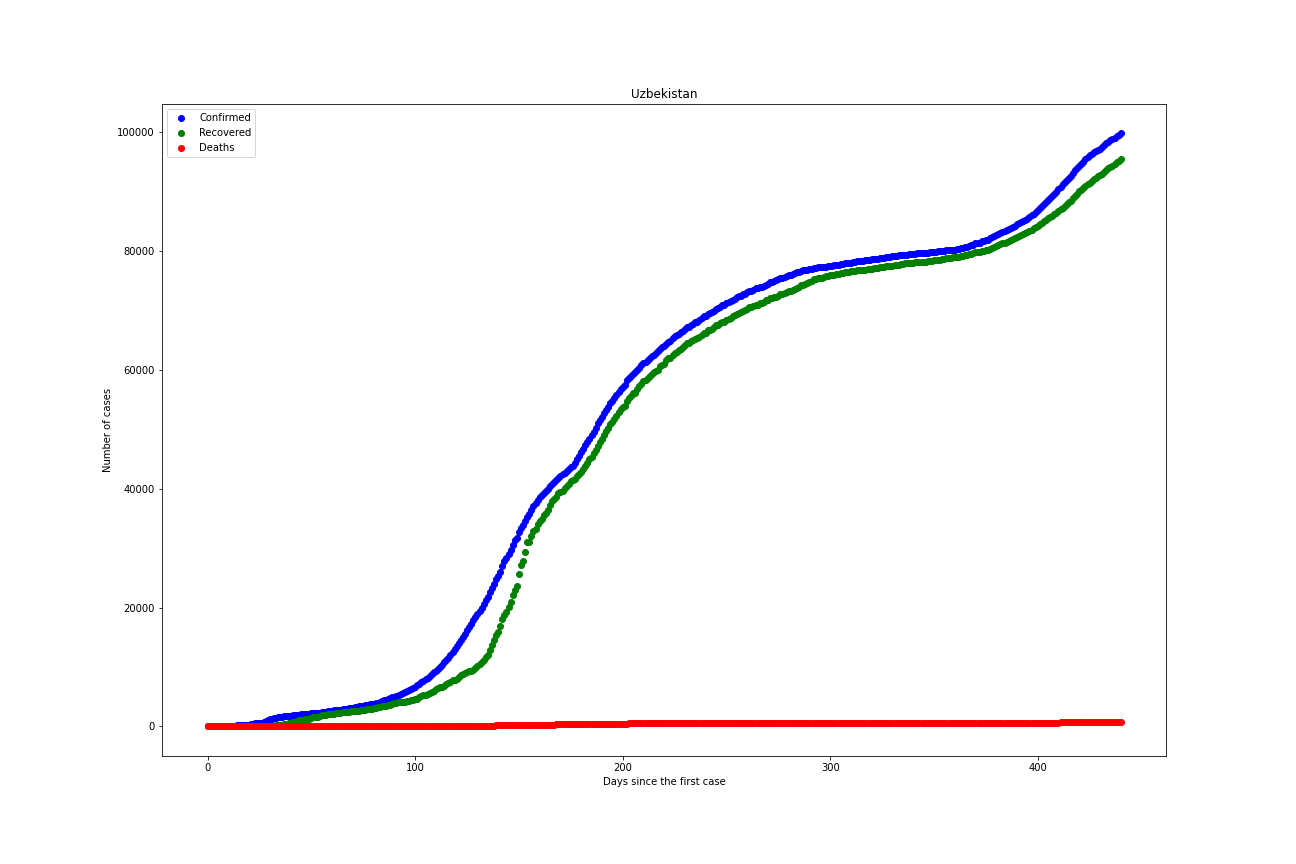 Uzbekistan
Confirmed
Recovered
Deaths
100000
80000
60000
40000
20000
0
Number of cases
0 100 200 300 400
Days since the first case